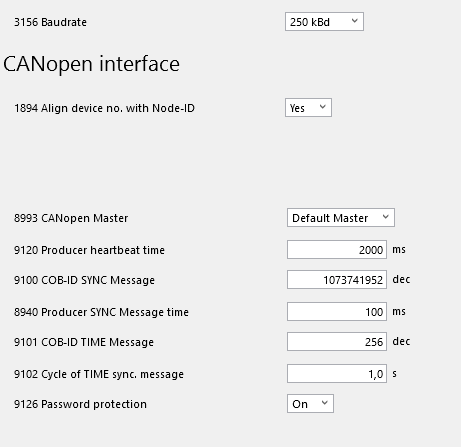 3156 Baudrate 250 kBd
CANopen interface
1894 Align device no. with Node-ID Yes
8993 CANopen Master Default Master
9120 Producer heartbeat time 2000 ms
9100 COB-ID SYNC Message 1073741952 dec
8940 Producer SYNC Message time 100 ms
9101 COB-ID TIME Message 256 dec
9102 Cycle of TIME sync. message 1,0 s
9126 Password protection On